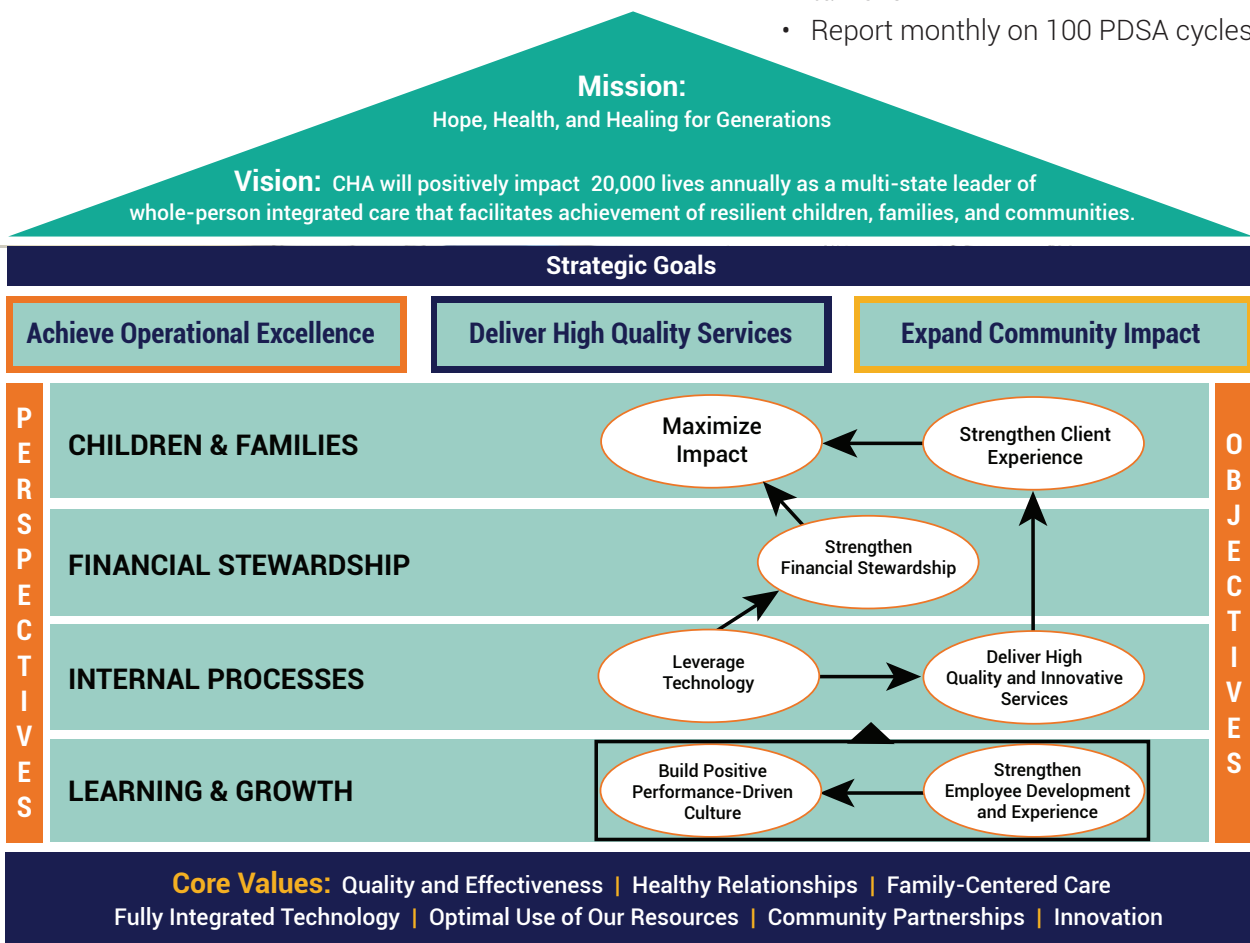 • Report monthly on 100 PDSA cycles
Mission:
Hope, Health, and Healing for Generations
Vision: CHA will positively impact 20,000 lives annually as a multi-state leader of
whole-person integrated care that facilitates achievement of resilient children, families, and communities.
Strategic Goals
Achieve Operational Excellence
Deliver High Quality Services
Expand Community Impact
PERSPECTIVES
CHILDREN & FAMILIES
Maximize
Impact
Strengthen Client
Experience
FINANCIAL STEWARDSHIP
Strengthen
Financial Stewardship
INTERNAL PROCESSES
Leverage
Technology
Deliver High
Quality and Innovative
Services
LEARNING & GROWTH
Build Positive
Performance-Driven
Culture
Strengthen
Employee Development
and Experience
OBJECTIVES
Core Values: Quality and Effectiveness | Healthy Relationships | Family-Centered Care
Fully Integrated Technology | Optimal Use of Our Resources | Community Partnerships | Innovation